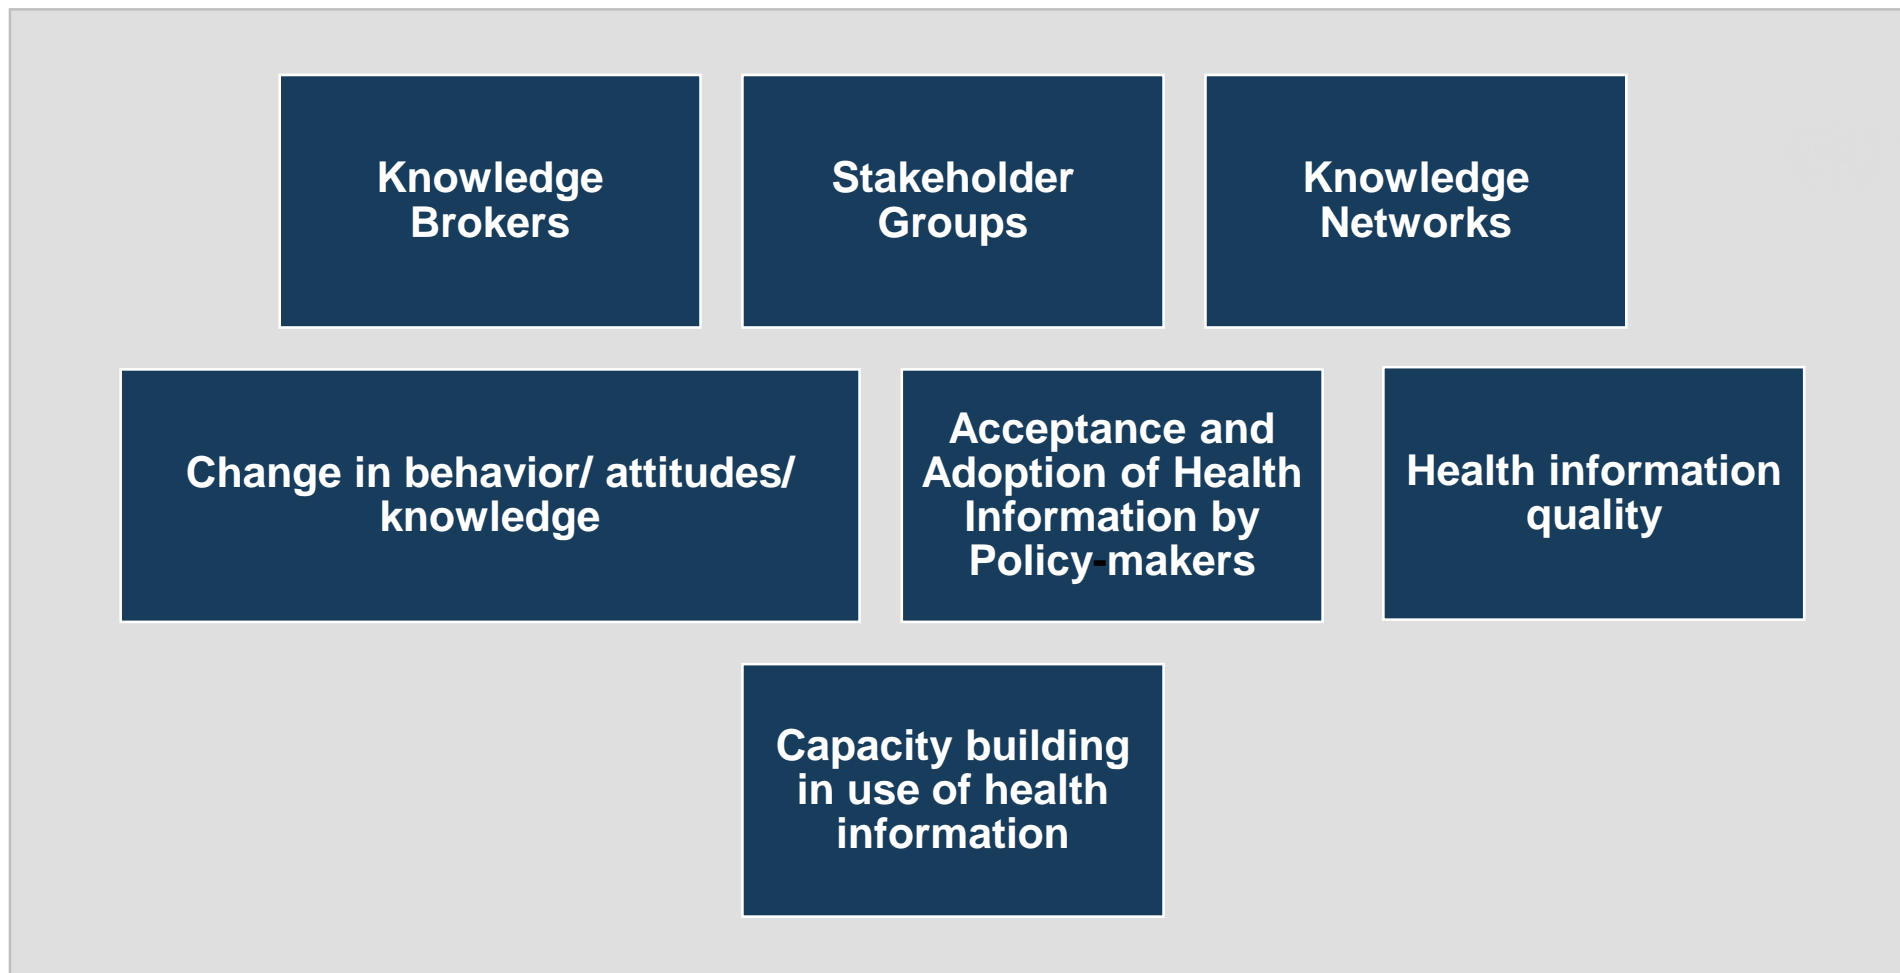 Knowledge
Brokers
Stakeholder
Groups
Knowledge
Networks
Change in behavior/ attitudes/
knowledge
Acceptance and
Adoption of Health
Information by
Policy-makers
Health information
quality
Capacity building
in use of health
information